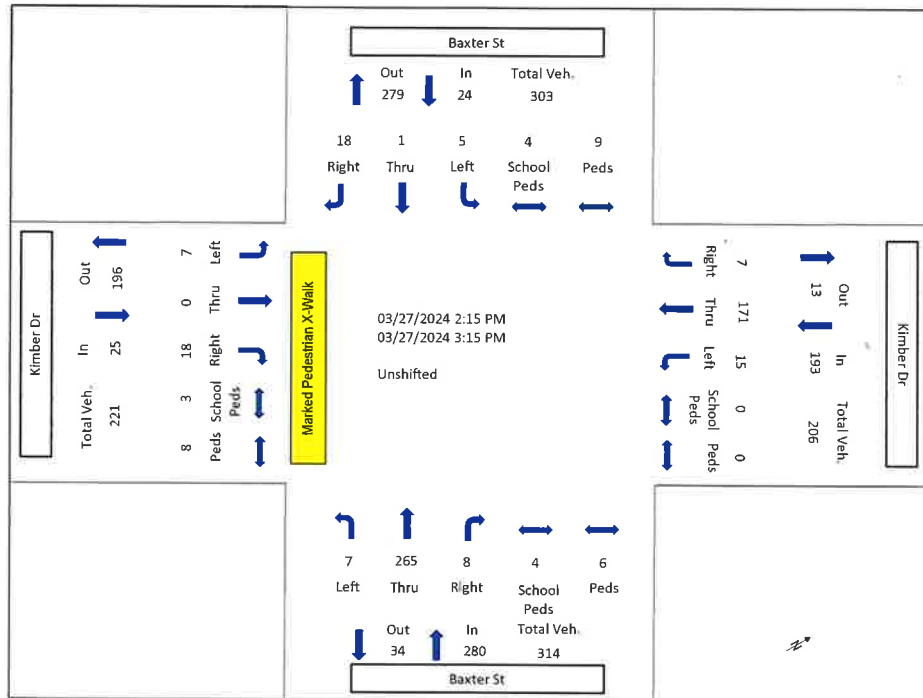 Baxter St
Out In Total Veh.
279 24 303
18 1 5 4 9
Right Thru Left School Peds Peds
Kimber Dr
Out In Total Veh.
196 25 221
7 0 18 3 8
Left Thru Right School Peds Peds
Marked Pedestrian X-Walk
03/27/2024 2:15 PM
03/27/2024 3:15 PM
Unshifted
Right Thru Left School Peds Peds
7 171 15 0 0
Out In Total Veh.
13 193 206
Kimber Dr
7 265 8 4 6
Left Thru Right School Peds Peds
Out In Total Veh.
34 280 314
Baxter St
N